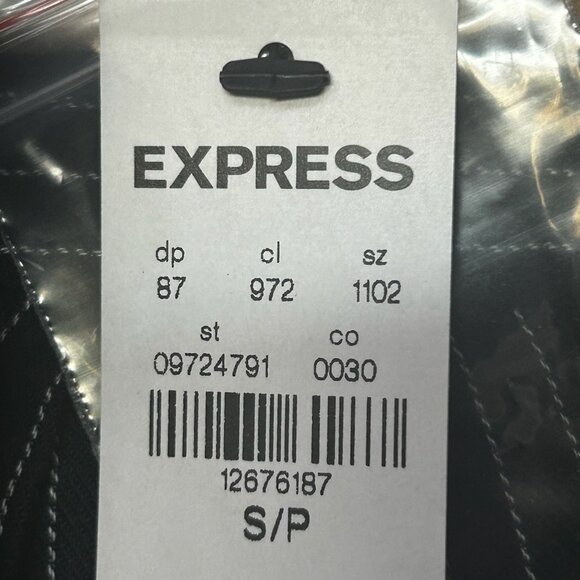 EXPRESS
dp cl sz
87 972 1102
st co
09724791 0030
12676187
S/P